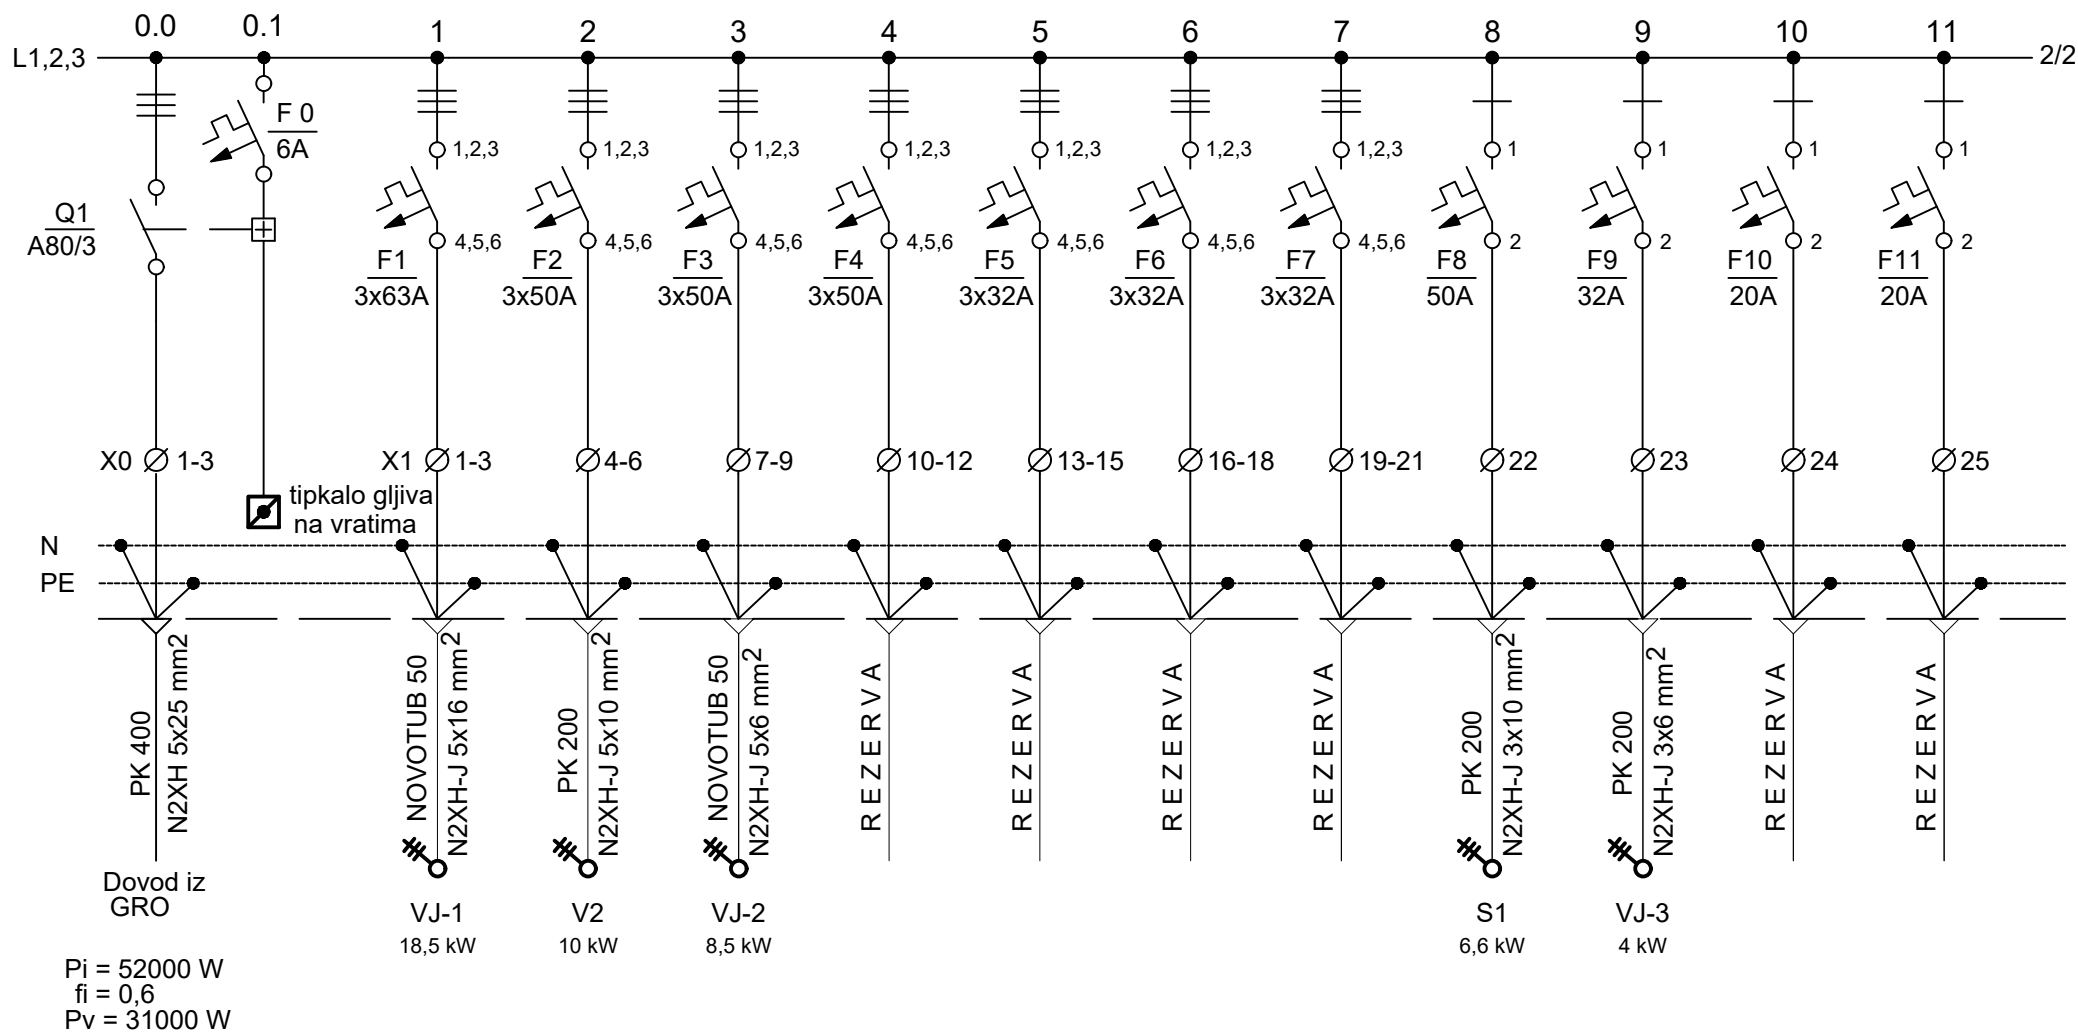 0.0 0.1 1 2 3 4 5 6 7 8 9 10 11
L1,2,3 2/2
F 0
6A
1,2,3 1,2,3 1,2,3 1,2,3 1,2,3 1,2,3 1,2,3 1 1 1 1
Q1
A80/3
4,5,6 4,5,6 4,5,6 4,5,6 4,5,6 4,5,6 4,5,6 2 2 2 2
F1 F2 F3 F4 F5 F6 F7 F8 F9 F10 F11
3x63A 3x50A 3x50A 3x50A 3x32A 3x32A 3x32A 50A 32A 20A 20A
X0 1-3 X1 1-3 4-6 7-9 10-12 13-15 16-18 19-21 22 23 24 25
tipkalo gljiva
na vratima
N
PE
PK 400
N2XH 5x25 mm2
NOVOTUB 50
N2XH-J 5x16 mm2
PK 200
N2XH-J 5x10 mm2
NOVOTUB 50
N2XH-J 5x6 mm2
R E Z E R V A
R E Z E R V A
R E Z E R V A
R E Z E R V A
PK 200
N2XH-J 3x10 mm2
PK 200
N2XH-J 3x6 mm2
R E Z E R V A
R E Z E R V A
Dovod iz
GRO
VJ-1 V2 VJ-2 S1 VJ-3
18,5 kW 10 kW 8,5 kW 6,6 kW 4 kW
Pi = 52000 W
fi = 0,6
Pv = 31000 W